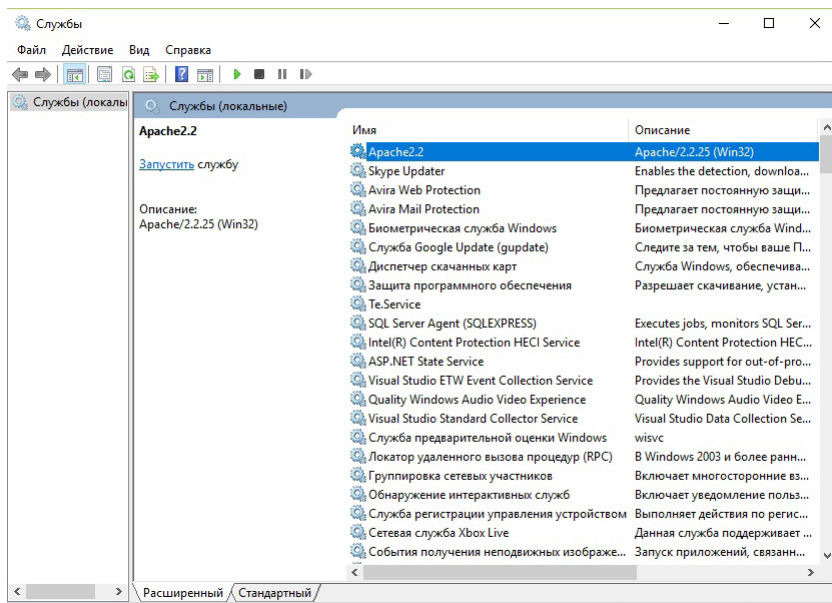 Службы
Файл Действие Вид Справка
Службы (локалы
Службы (локальные)
Apache2.2
Запустить службу
Описание:
Apache/2.2.25 (Win32)
Имя Описание
Apache2.2 Apache/2.2.25 (Win32)
Skype Updater Enables the detection, downloa...
Avira Web Protection Предлагает постоянную защи...
Avira Mail Protection Предлагает постоянную защи...
Биометрическая служба Windows Биометрическая служба Wind...
Служба Google Update (gupdate) Следите за тем, чтобы ваше П...
Диспетчер скачанных карт Служба Windows, обеспечива...
Защита программного обеспечения Разрешает скачивание, устан...
Te.Service
SQL Server Agent (SQLEXPRESS) Executes jobs, monitors SQL Ser...
Intel(R) Content Protection HECI Service Intel(R) Content Protection HEC...
ASP.NET State Service Provides support for out-of-pro...
Visual Studio ETW Event Collection Service Provides the Visual Studio Debu...
Quality Windows Audio Video Experience Quality Windows Audio Video E...
Visual Studio Standard Collector Service Visual Studio Data Collection Se...
Служба предварительной оценки Windows wisvc
Локатор удаленного вызова процедур (RPC) В Windows 2003 и более ранн...
Группировка сетевых участников Включает многосторонние вз...
Обнаружение интерактивных служб Включает уведомление польз...
Служба регистрации управления устройством Выполняет действия по регис...
Сетевая служба Xbox Live Данная служба поддерживает ...
События получения неподвижных изображе... Запуск приложений, связанн...
Расширенный Стандартный